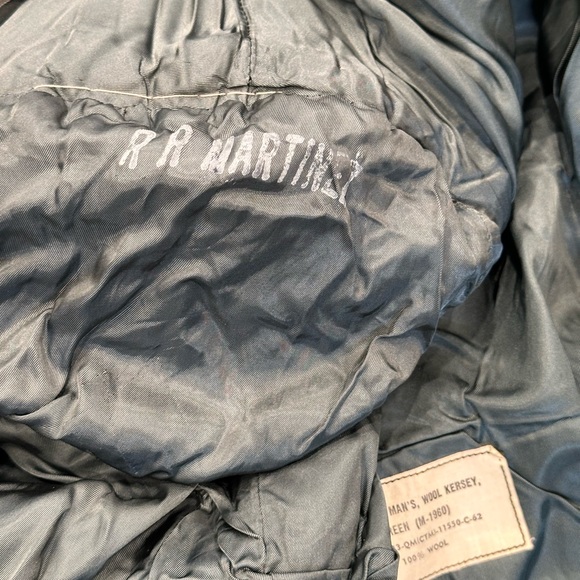 R R MARTINEZ
MAN'S, WOOL KERSEY,
EEN (M-1960)
100% WOOL